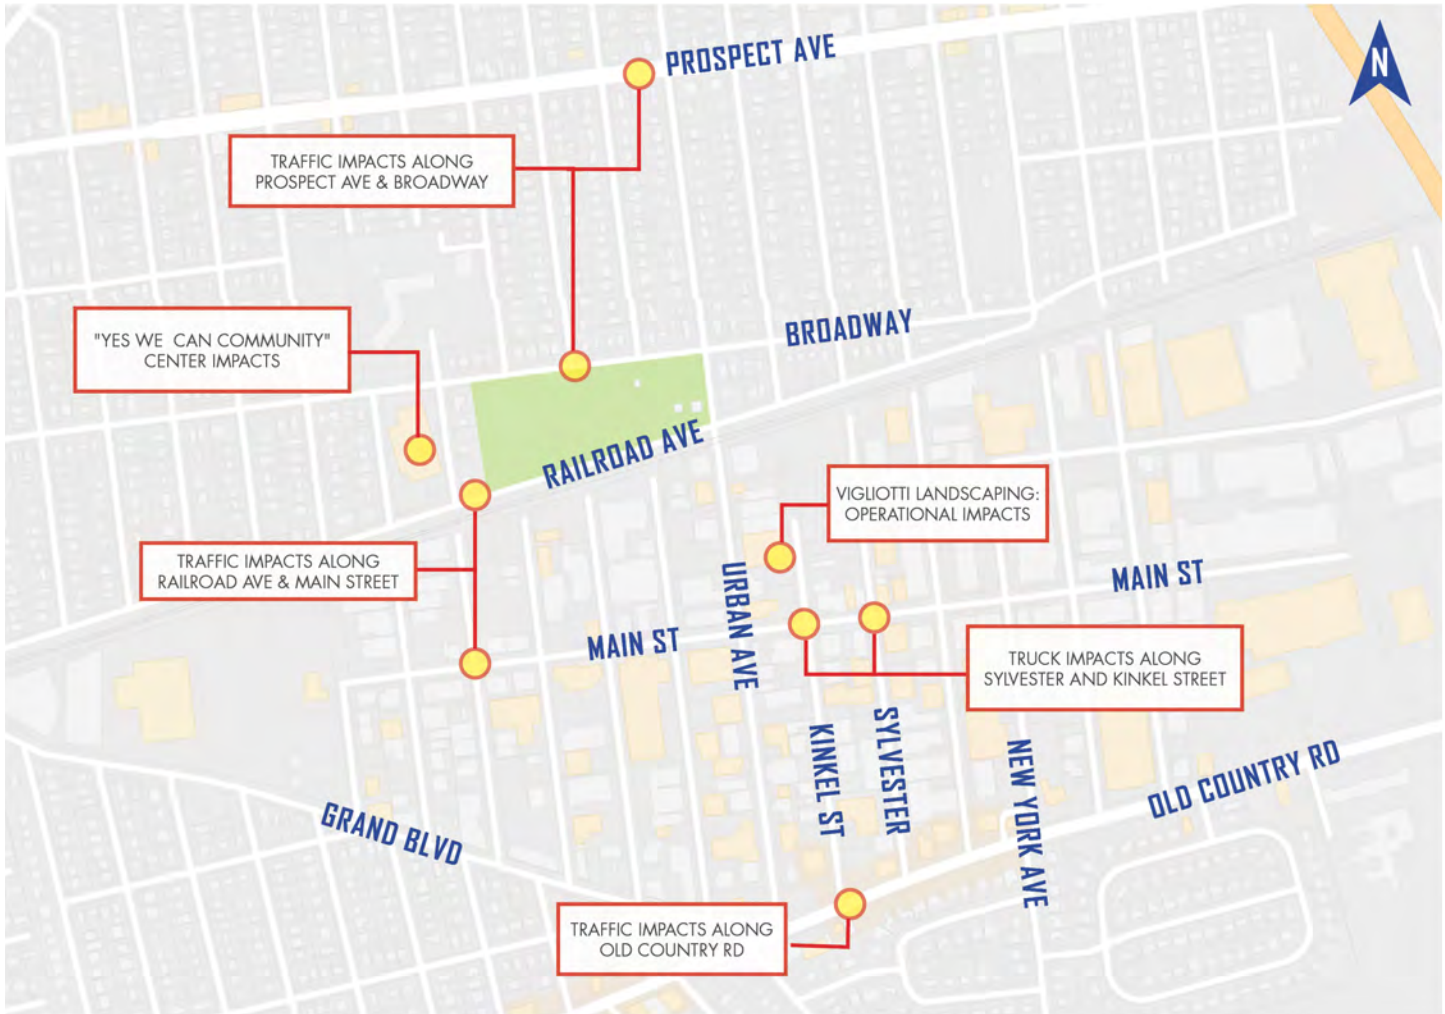 PROSPECT AVE
N
TRAFFIC IMPACTS ALONG
PROSPECT AVE & BROADWAY
"YES WE CAN COMMUNITY"
CENTER IMPACTS
BROADWAY
RAILROAD AVE
VIGLIOTTI LANDSCAPING:
OPERATIONAL IMPACTS
TRAFFIC IMPACTS ALONG
RAILROAD AVE & MAIN STREET
MAIN ST
URBAN AVE
MAIN ST
TRUCK IMPACTS ALONG
SYLVESTER AND KINKEL STREET
KINKEL ST
SYLVESTER
NEW YORK AVE
OLD COUNTRY RD
GRAND BLVD
TRAFFIC IMPACTS ALONG
OLD COUNTRY RD